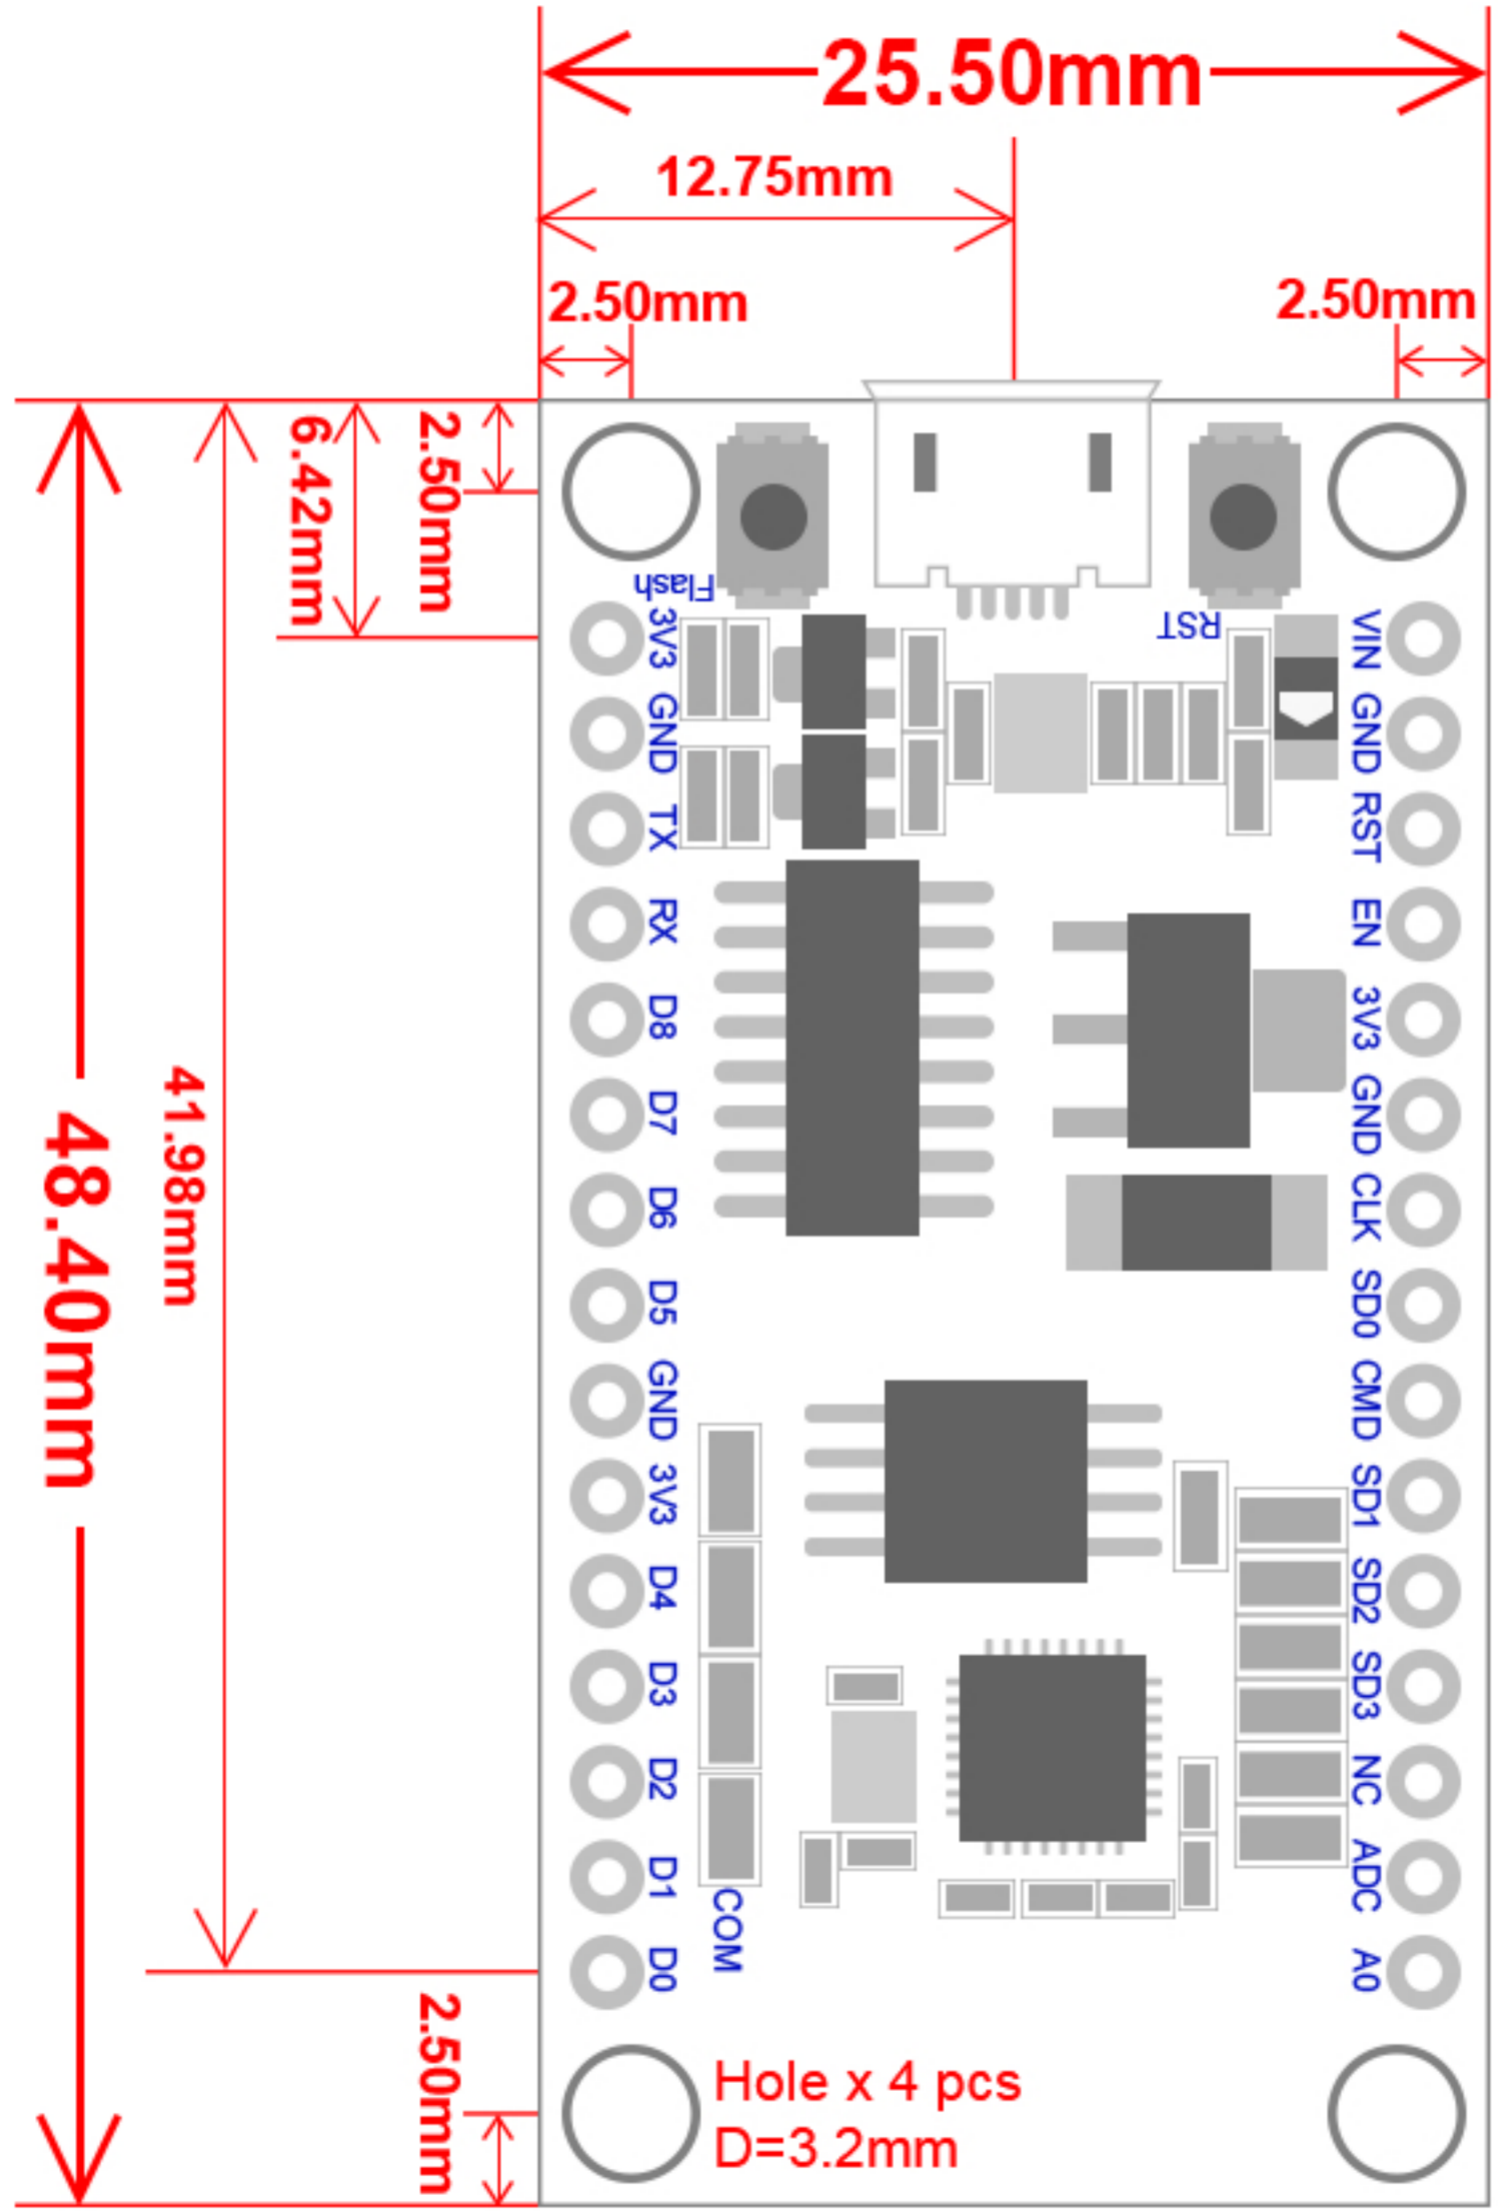 25.50mm
12.75mm
2.50mm
2.50mm
2.50mm
6.42mm
41.98mm
48.40mm
2.50mm
Flash
RST
3V3
GND
TX
RX
D8
D7
D6
D5
GND
3V3
D4
D3
D2
D1
D0
COM
VIN
GND
RST
EN
3V3
GND
CLK
SD0
CMD
SD1
SD2
SD3
NC
ADC
A0
Hole x 4 pcs
D=3.2mm